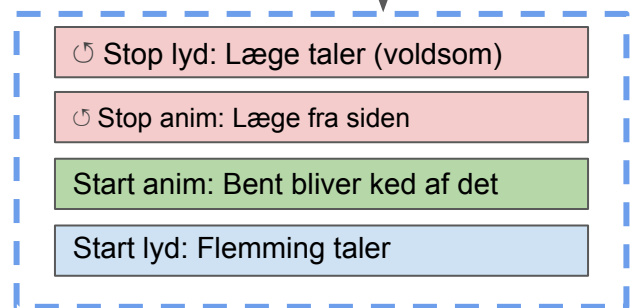 ↺ Stop lyd: Læge taler (voldsom)
↺ Stop anim: Læge fra siden
Start anim: Bent bliver ked af det
Start lyd: Flemming taler